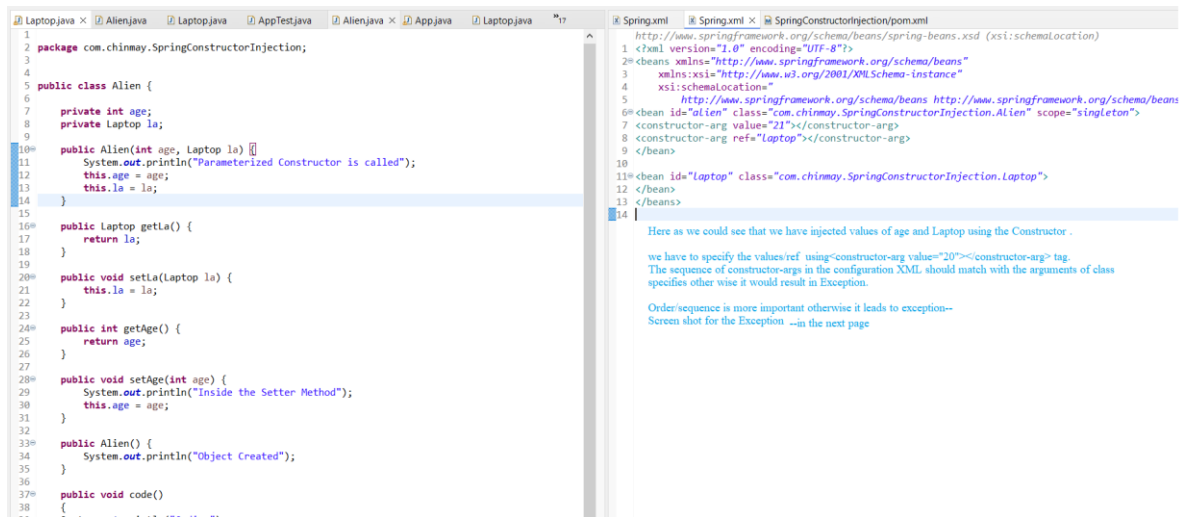 Laptop.java Alien.java Laptop.java AppTest.java Alien.java App.java Laptop.java 17
1
2 package com.chinmay.SpringConstructorInjection;
3
4
5 public class Alien {
6
7 private int age;
8 private Laptop la;
9
10 public Alien(int age, Laptop la) {
11 System.out.println("Parameterized Constructor is called");
12 this.age = age;
13 this.la = la;
14 }
15
16 public Laptop getLa() {
17 return la;
18 }
19
20 public void setLa(Laptop la) {
21 this.la = la;
22 }
23
24 public int getAge() {
25 return age;
26 }
27
28 public void setAge(int age) {
29 System.out.println("Inside the Setter Method");
30 this.age = age;
31 }
32
33 public Alien() {
34 System.out.println("Object Created");
35 }
36
37 public void code()
38 {
Spring.xml Spring.xml SpringConstructorInjection/pom.xml
http://www.springframework.org/schema/beans/spring-beans.xsd (xsi:schemaLocation)
1 <?xml version="1.0" encoding="UTF-8"?>
2 <beans xmlns="http://www.springframework.org/schema/beans"
3 xmlns:xsi="http://www.w3.org/2001/XMLSchema-instance"
4 xsi:schemaLocation="
5 http://www.springframework.org/schema/beans http://www.springframework.org/schema/beans
6 <bean id="alien" class="com.chinmay.SpringConstructorInjection.Alien" scope="singleton">
7 <constructor-arg value="21"></constructor-arg>
8 <constructor-arg ref="laptop"></constructor-arg>
9 </bean>
10
11 <bean id="laptop" class="com.chinmay.SpringConstructorInjection.Laptop">
12 </bean>
13 </beans>
14
Here as we could see that we have injected values of age and Laptop using the Constructor .
we have to specify the values/ref using<constructor-arg value="20"></constructor-arg> tag.
The sequence of constructor-args in the configuration XML should match with the arguments of class
specifies other wise it would result in Exception.
Order/sequence is more important otherwise it leads to exception--
Screen shot for the Exception --in the next page